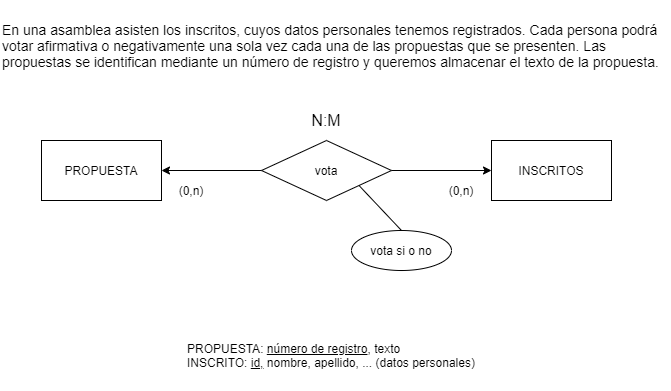 En una asamblea asisten los inscritos, cuyos datos personales tenemos registrados. Cada persona podrá
votar afirmativa o negativamente una sola vez cada una de las propuestas que se presenten. Las
propuestas se identifican mediante un número de registro y queremos almacenar el texto de la propuesta.
N:M
PROPUESTA
vota
INSCRITOS
(0,n)
(0,n)
vota si o no
PROPUESTA: número de registro, texto
INSCRITO: id, nombre, apellido, ... (datos personales)